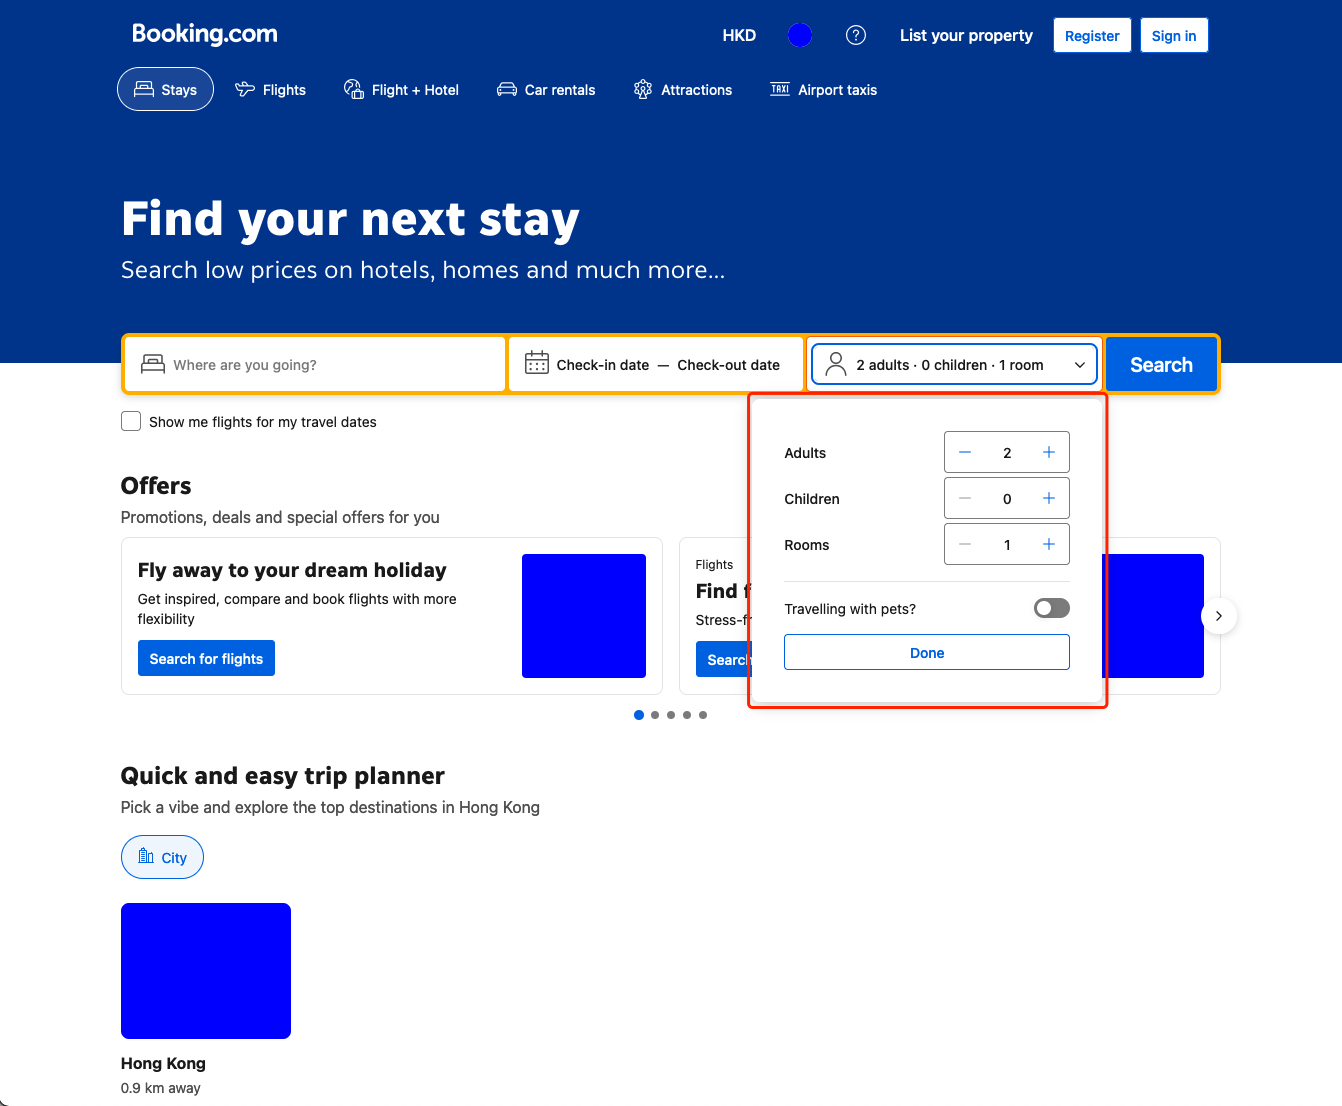 Booking.com
HKD
List your property
Register
Sign in
Stays
Flights
Flight + Hotel
Car rentals
Attractions
TAXI
Airport taxis
Find your next stay
Search low prices on hotels, homes and much more...
Where are you going?
Check-in date — Check-out date
2 adults · 0 children · 1 room
Search
Show me flights for my travel dates
Adults
2
Children
0
Rooms
1
Travelling with pets?
Done
Offers
Promotions, deals and special offers for you
Fly away to your dream holiday
Get inspired, compare and book flights with more
flexibility
Search for flights
Flights
Find
Search
Quick and easy trip planner
Pick a vibe and explore the top destinations in Hong Kong
City
Hong Kong
0.9 km away